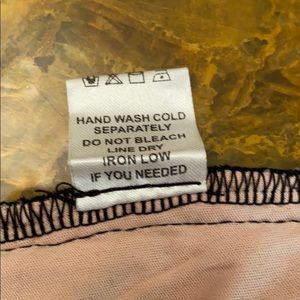 HAND WASH COLD
SEPARATELY
DO NOT BLEACH
LINE DRY
IRON LOW
IF YOU NEEDED